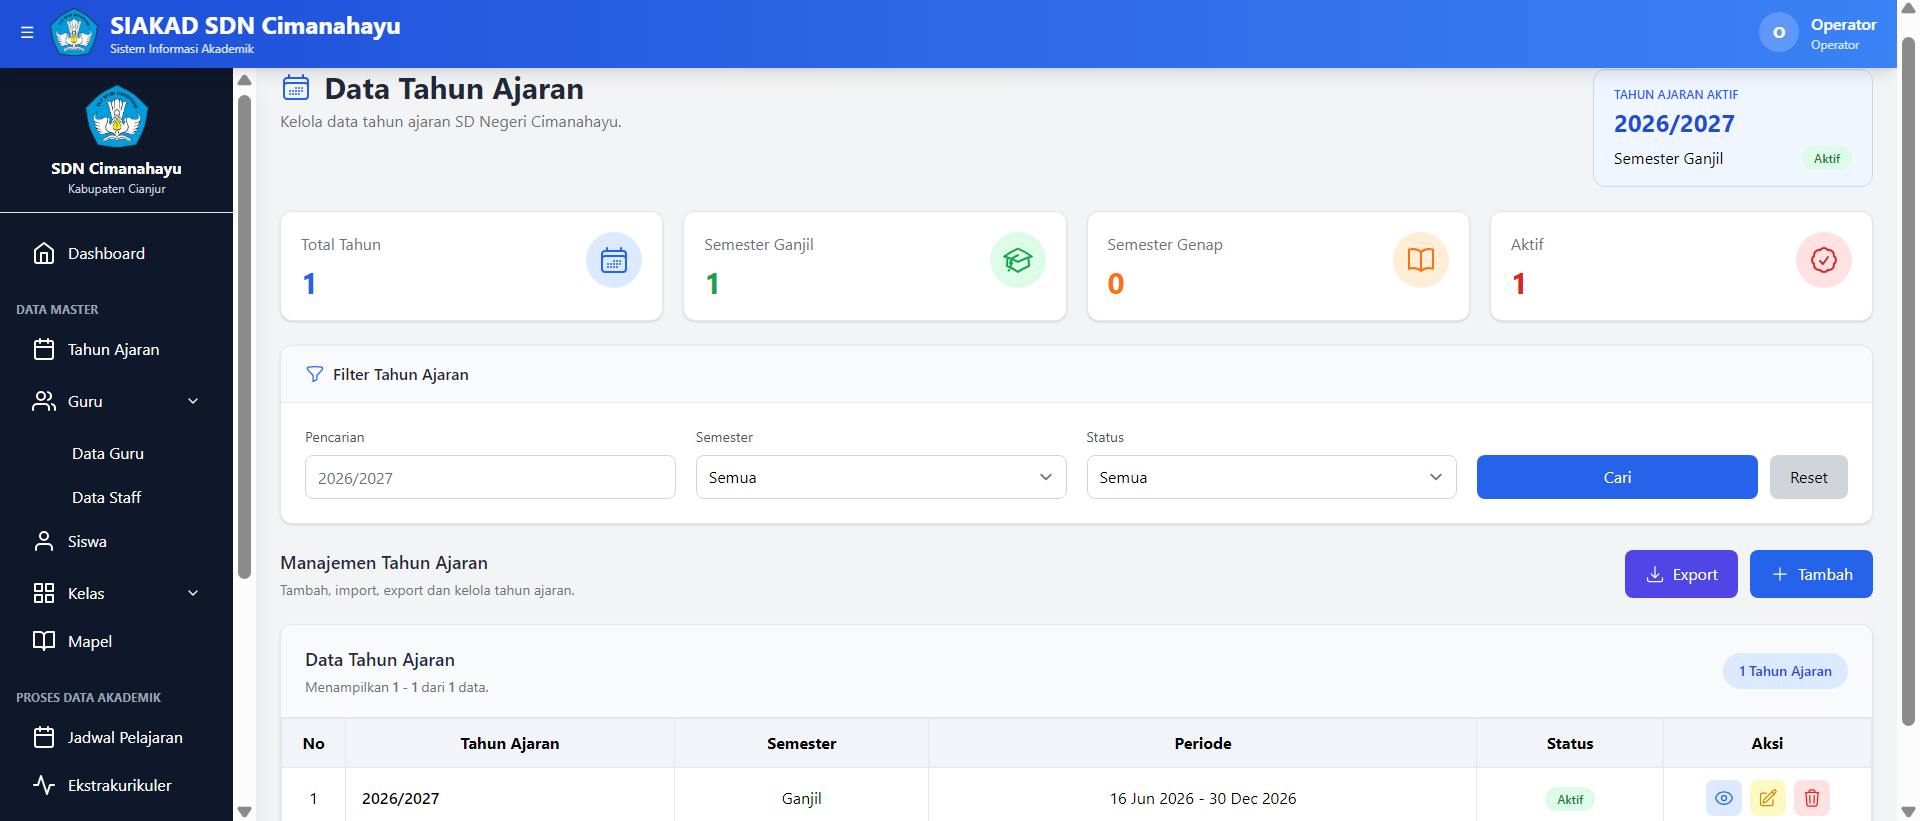 SIAKAD SDN Cimanahayu
Sistem Informasi Akademik
O
Operator
Operator
SDN Cimanahayu
Kabupaten Cianjur
Dashboard
DATA MASTER
Tahun Ajaran
Guru
Data Guru
Data Staff
Siswa
Kelas
Mapel
PROSES DATA AKADEMIK
Jadwal Pelajaran
Ekstrakurikuler
Data Tahun Ajaran
Kelola data tahun ajaran SD Negeri Cimanahayu.
TAHUN AJARAN AKTIF
2026/2027
Semester Ganjil Aktif
Total Tahun
1
Semester Ganjil
1
Semester Genap
0
Aktif
1
Filter Tahun Ajaran
Pencarian
2026/2027
Semester
Semua
Status
Semua
Cari
Reset
Manajemen Tahun Ajaran
Tambah, import, export dan kelola tahun ajaran.
Export
Tambah
Data Tahun Ajaran
Menampilkan 1 - 1 dari 1 data.
1 Tahun Ajaran
No Tahun Ajaran Semester Periode Status Aksi
1 2026/2027 Ganjil 16 Jun 2026 - 30 Dec 2026 Aktif